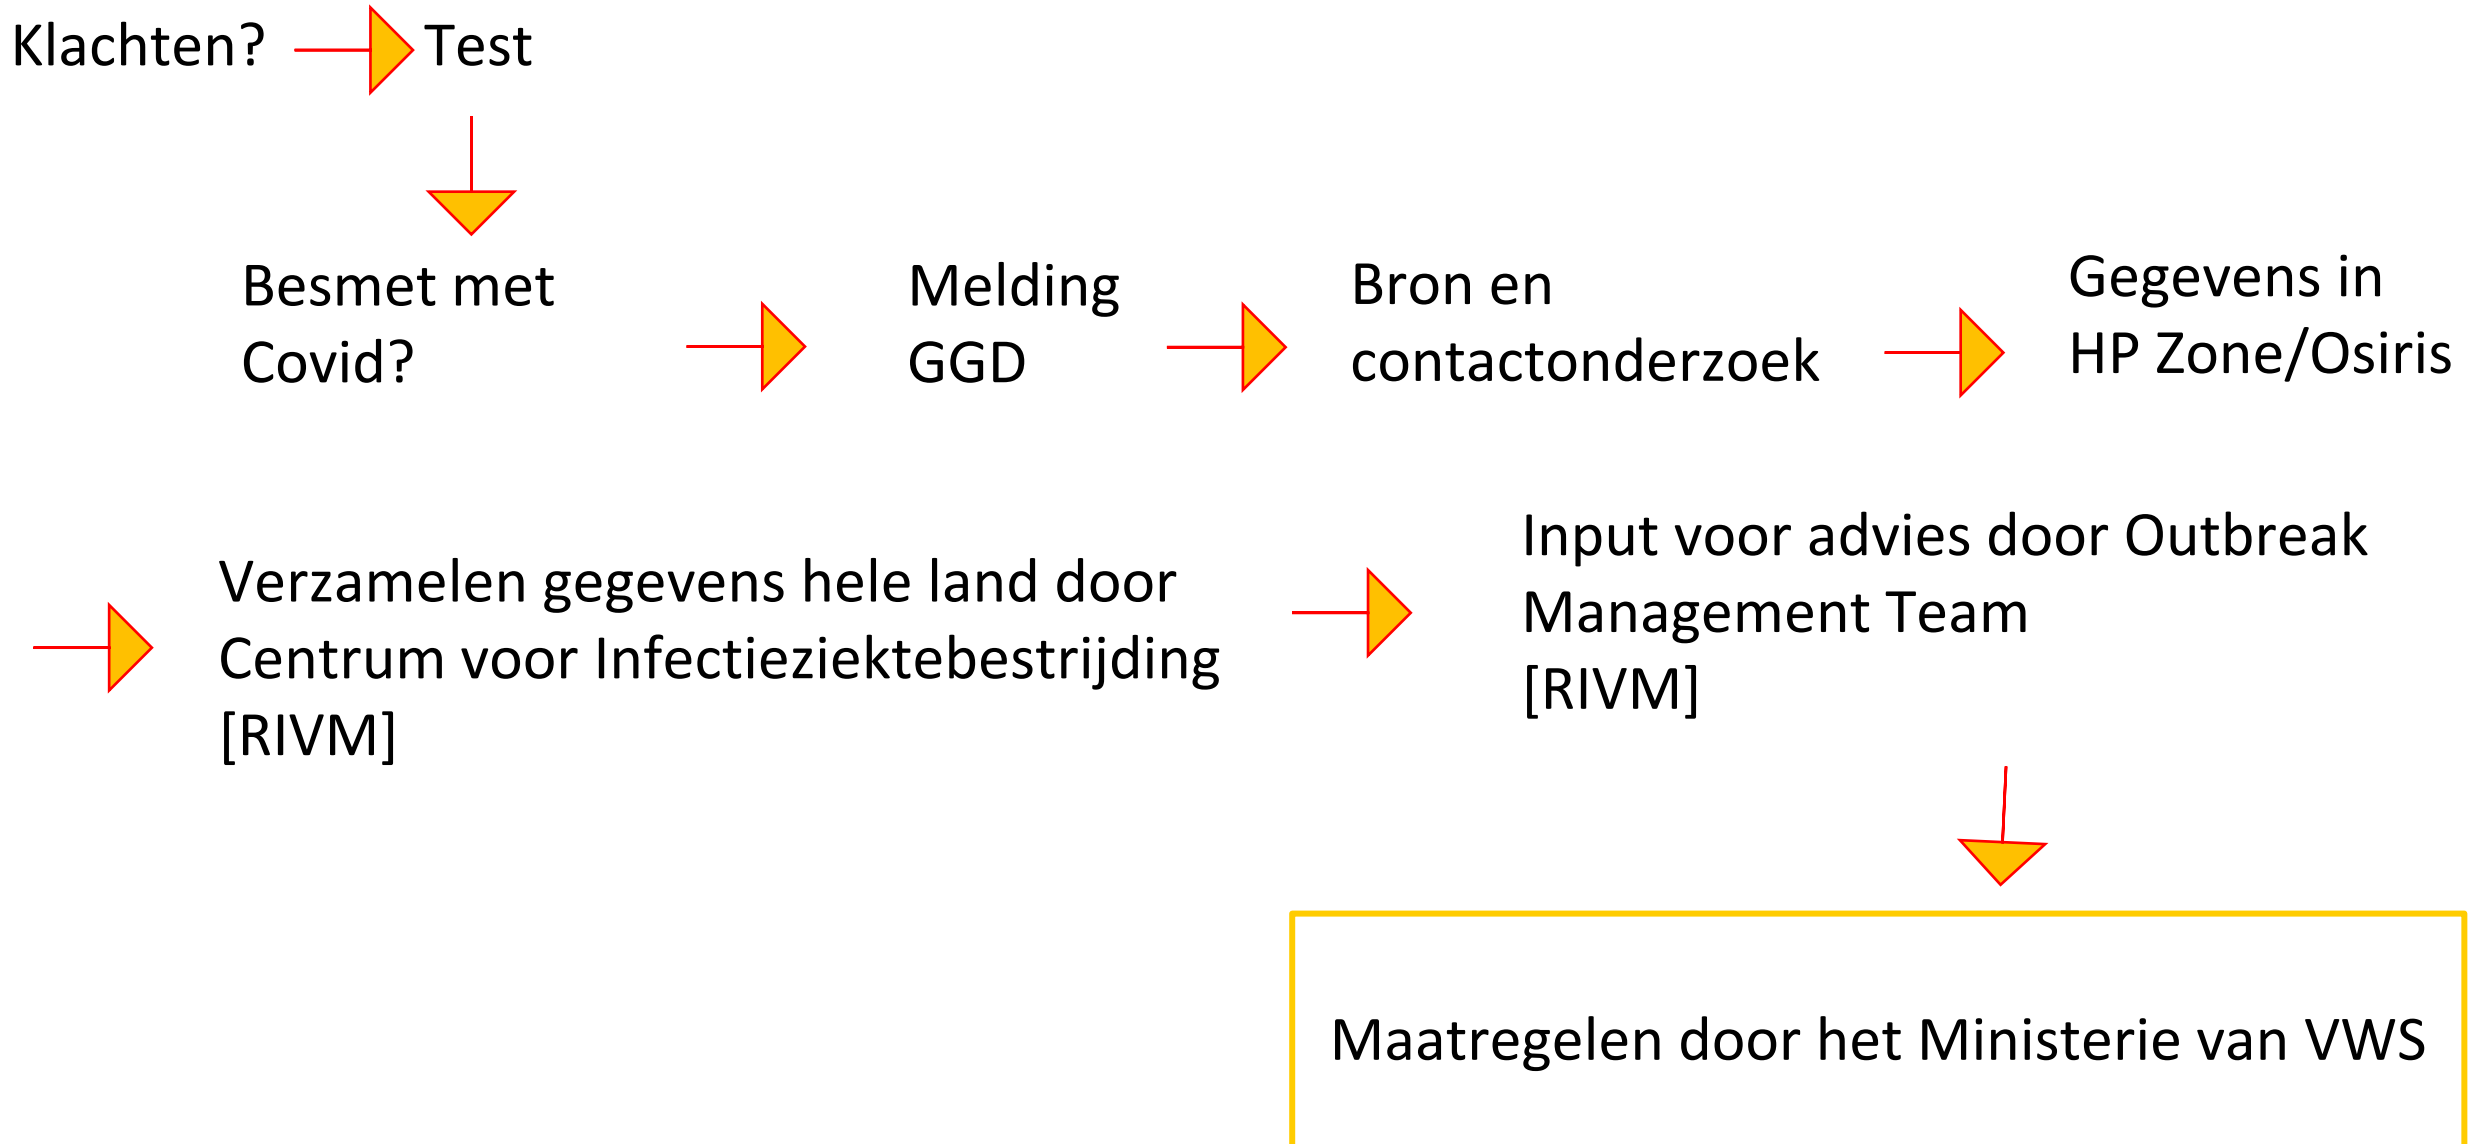 Klachten?
Test
Besmet met
Covid?
Melding
GGD
Bron en
contactonderzoek
Gegevens in
HP Zone/Osiris
Verzamelen gegevens hele land door
Centrum voor Infectieziektebestrijding
[RIVM]
Input voor advies door Outbreak
Management Team
[RIVM]
Maatregelen door het Ministerie van VWS